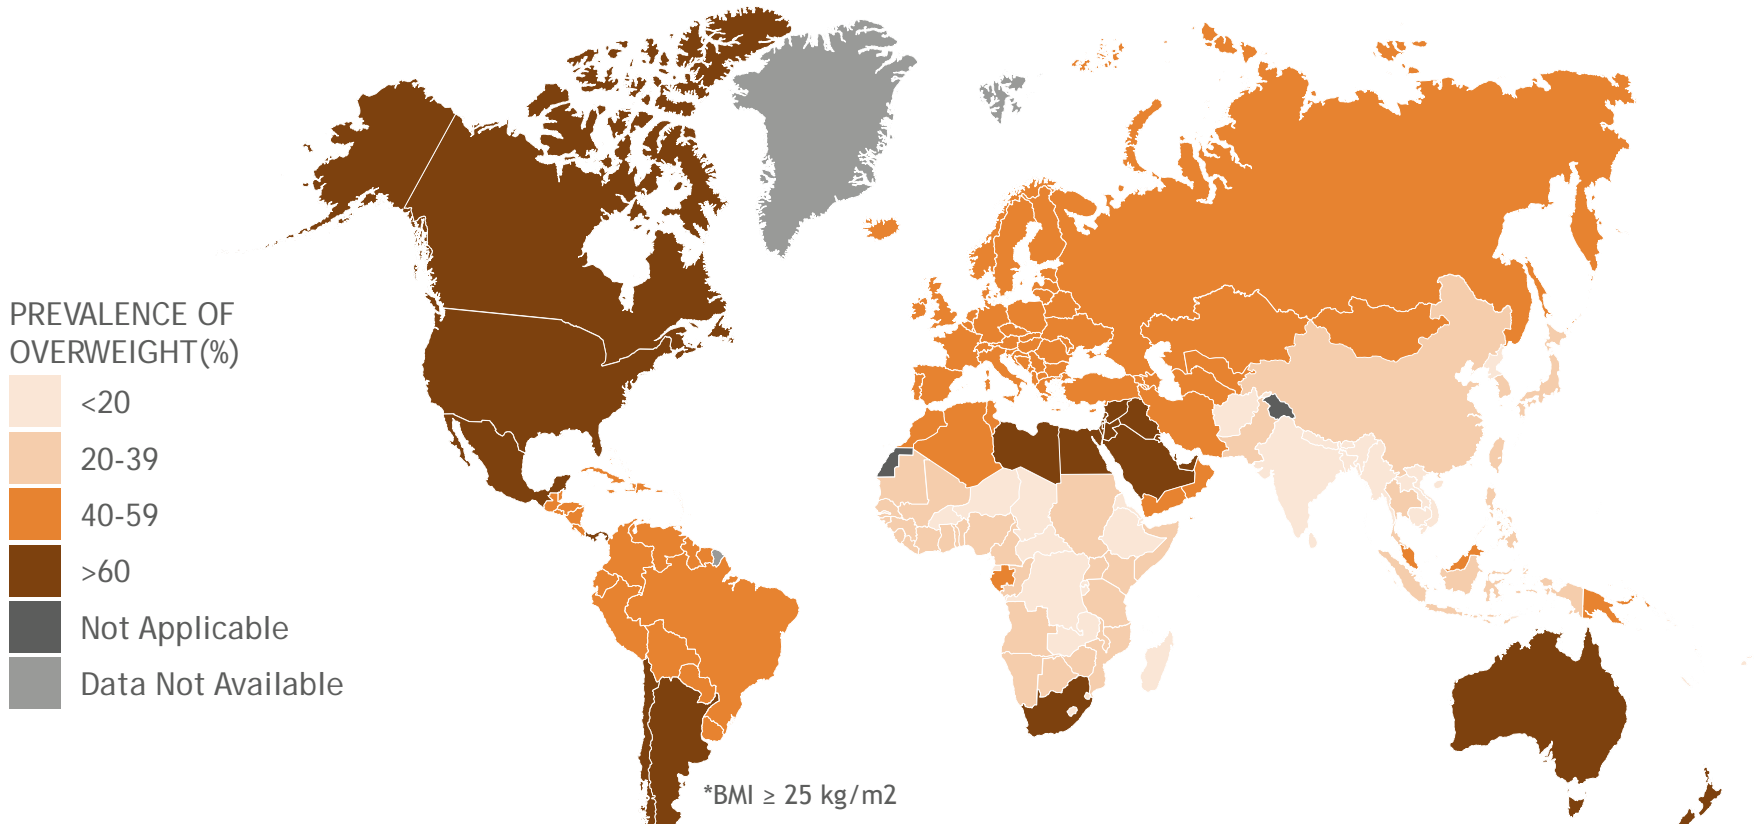 PREVALENCE OF
OVERWEIGHT(%)
<20
20-39
40-59
>60
Not Applicable
Data Not Available
*BMI ≥ 25 kg/m2